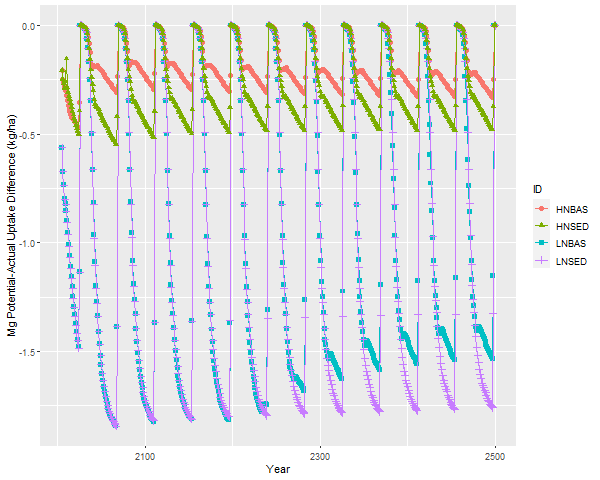 0.0
-0.5
-1.0
-1.5
Mg Potential-Actual Uptake Difference (kg/ha)
2100
2300
2500
Year
ID
HNBAS
HNSED
LNBAS
LNSED